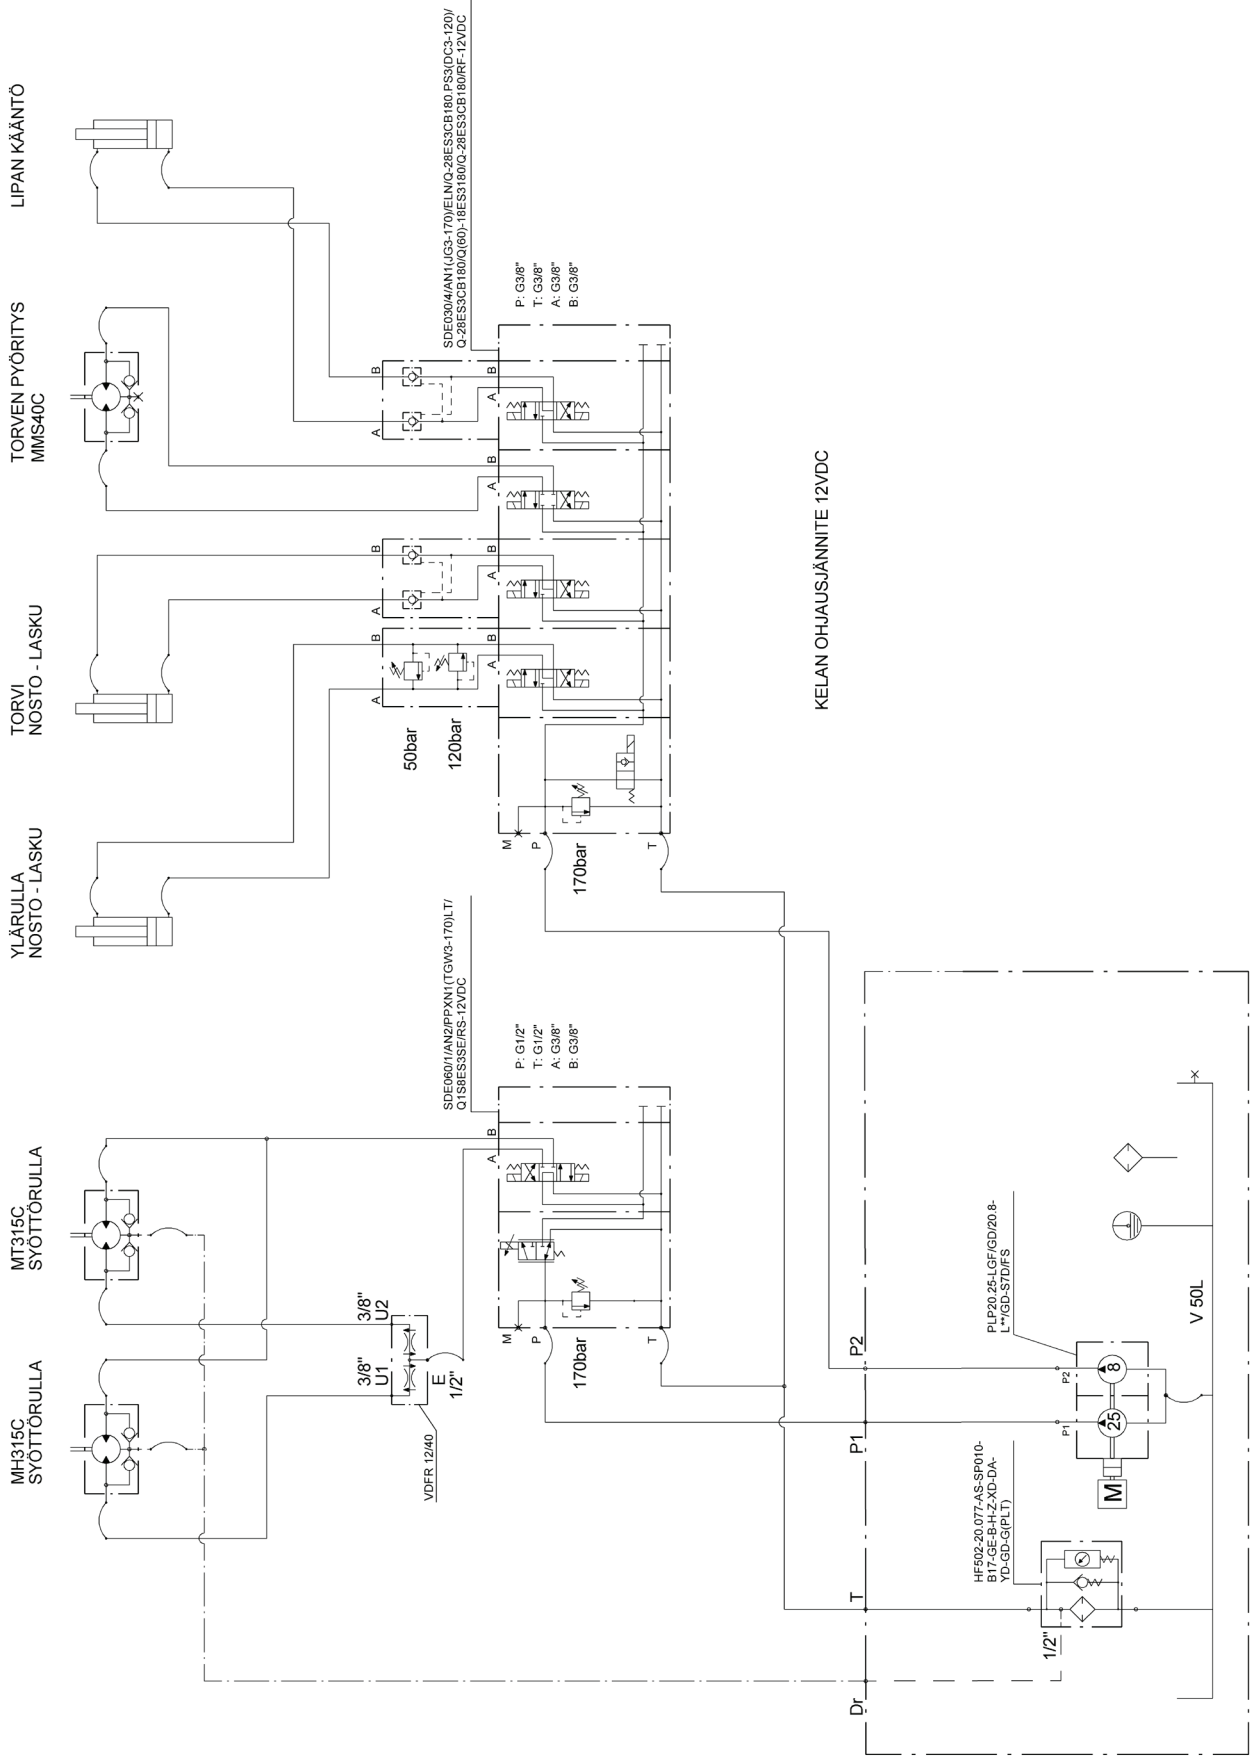 MH315C
SYÖTTÖRULLA
MT315C
SYÖTTÖRULLA
YLÄRULLA
NOSTO - LASKU
TORVI
NOSTO - LASKU
TORVEN PYÖRITYS
MMS40C
LIPAN KÄÄNTÖ
VDFR 12/40
3/8"
U1
3/8"
U2
E
1/2"
SDE060/1/AN2/PPXN1(TGW3-170)LT/
Q1S8ES3SE/RS-12VDC
P: G1/2"
T: G1/2"
A: G3/8"
B: G3/8"
A
B
M
P
170bar
T
50bar
120bar
A
B
A
B
A
B
A
B
A
B
A
B
A
B
M
P
170bar
T
SDE030/4/AN1(JG3-170)/ELN/Q-28ES3CB180.PS3(DC3-120)/
Q-28ES3CB180/Q(60)-18ES3180/Q-28ES3CB180/RF-12VDC
P: G3/8"
T: G3/8"
A: G3/8"
B: G3/8"
KELAN OHJAUSJÄNNITE 12VDC
Dr
T
P1
P2
1/2"
HF502-20.077-AS-SP010-
B17-GE-B-H-Z-XD-DA-
YD-GD-G(PLT)
M
P1
25
P2
8
PLP20.25-LGF/GD/20.8-
L**/GD-S7D/FS
V 50L